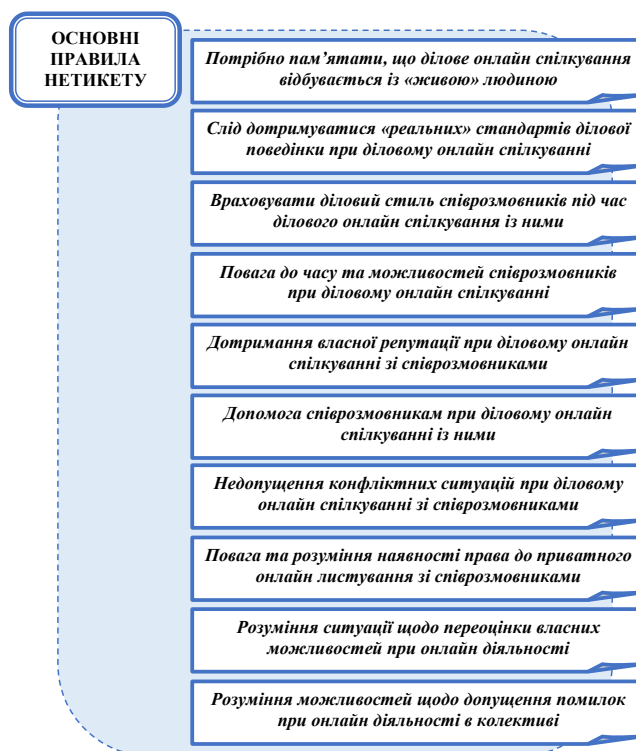 ОСНОВНІ
ПРАВИЛА
НЕТИКЕТУ
Потрібно пам’ятати, що ділове онлайн спілкування
відбувається із «живою» людиною
Слід дотримуватися «реальних» стандартів ділової
поведінки при діловому онлайн спілкуванні
Враховувати діловий стиль співрозмовників під час
ділового онлайн спілкування із ними
Повага до часу та можливостей співрозмовників
при діловому онлайн спілкуванні
Дотримання власної репутації при діловому онлайн
спілкуванні зі співрозмовниками
Допомога співрозмовникам при діловому онлайн
спілкуванні із ними
Недопущення конфліктних ситуацій при діловому
онлайн спілкуванні зі співрозмовниками
Повага та розуміння наявності права до приватного
онлайн листування зі співрозмовниками
Розуміння ситуації щодо переоцінки власних
можливостей при онлайн діяльності
Розуміння можливостей щодо допущення помилок
при онлайн діяльності в колективі